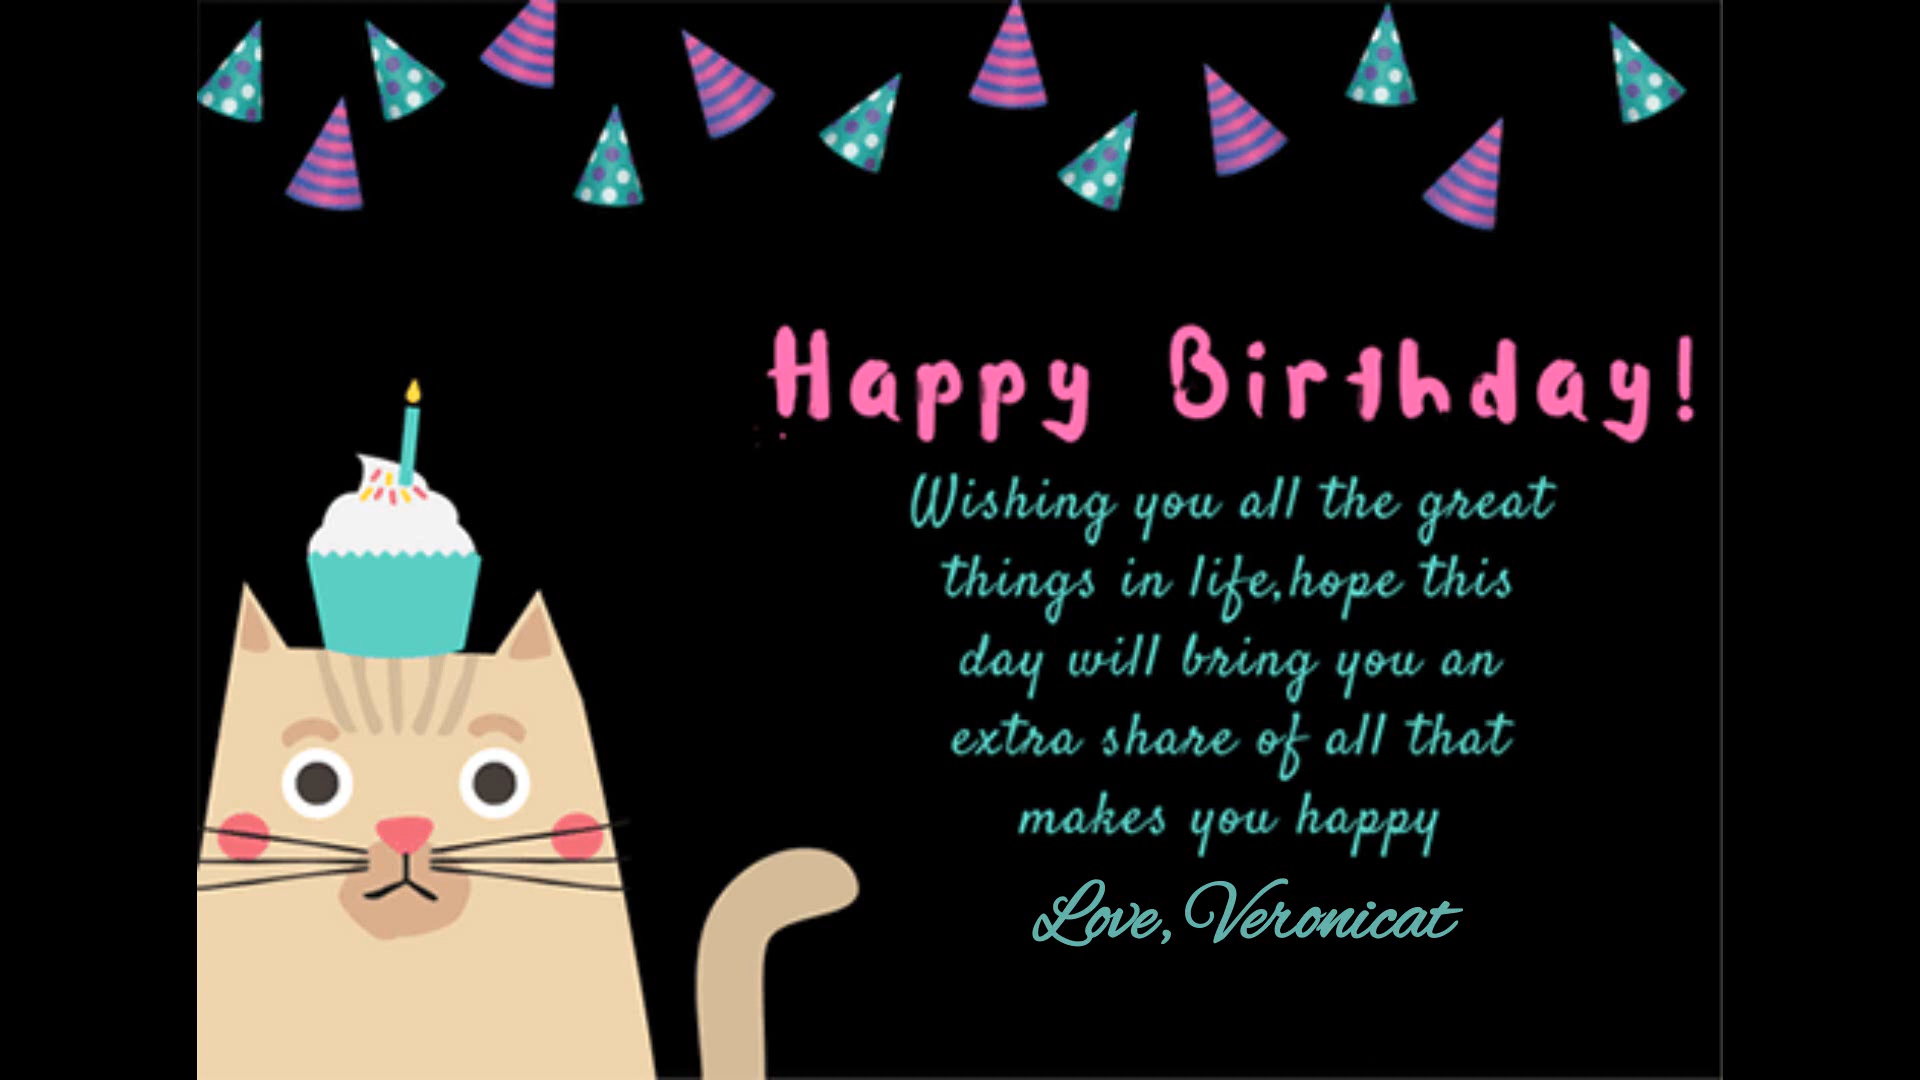 Happy Birthday!
Wishing you all the great
things in life,hope this
day will bring you an
extra share of all that
makes you happy
Love, Veronicat